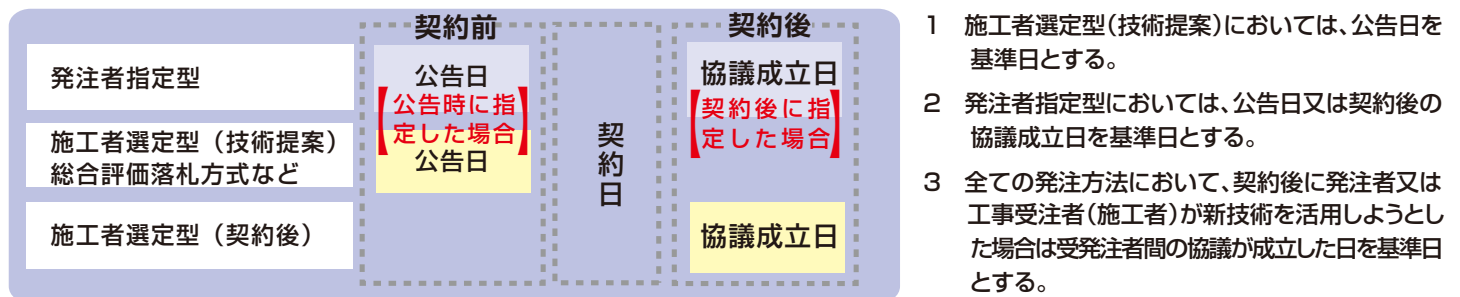 契約前
契約後
発注者指定型
公告日
【公告時に指
定した場合】
協議成立日
【契約後に指
定した場合】
施工者選定型（技術提案）
総合評価落札方式など
公告日
契約日
施工者選定型（契約後）
協議成立日
1　施工者選定型(技術提案)においては、公告日を
基準日とする。
2　発注者指定型においては、公告日又は契約後の
協議成立日を基準日とする。
3　全ての発注方法において、契約後に発注者又は
工事受注者(施工者)が新技術を活用しようとし
た場合は受発注者間の協議が成立した日を基準日
とする。